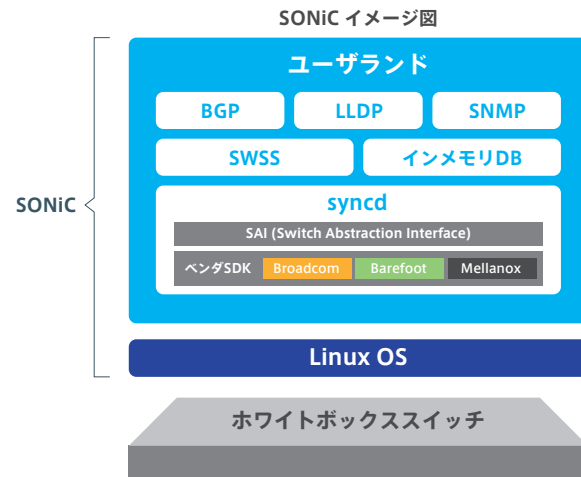 SONiC イメージ図
ユーザランド
BGP LLDP SNMP
SWSS インメモリDB
syncd
SAI (Switch Abstraction Interface)
ベンダSDK Broadcom Barefoot Mellanox
SONiC
Linux OS
ホワイトボックススイッチ